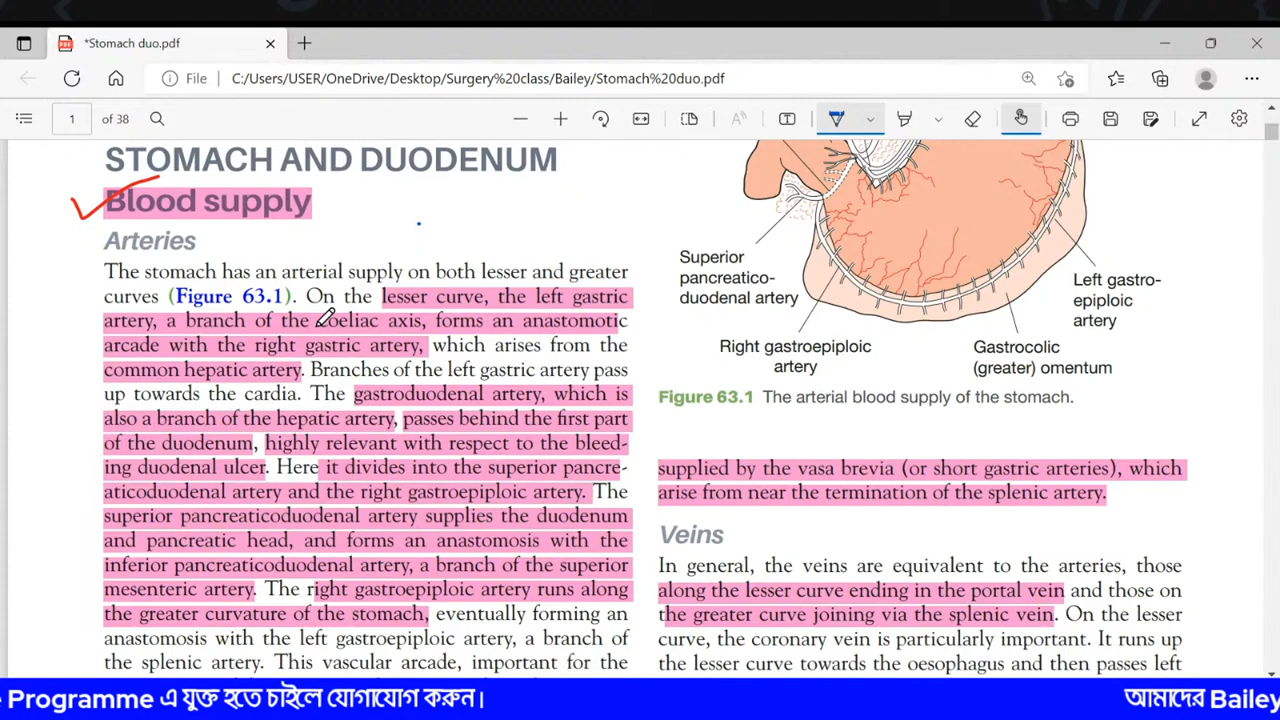 *Stomach duo.pdf
File C:/Users/USER/OneDrive/Desktop/Surgery%20class/Bailey/Stomach%20duo.pdf
1 of 38
STOMACH AND DUODENUM
Blood supply
Arteries
The stomach has an arterial supply on both lesser and greater
curves (Figure 63.1). On the lesser curve, the left gastric
artery, a branch of the coeliac axis, forms an anastomotic
arcade with the right gastric artery, which arises from the
common hepatic artery. Branches of the left gastric artery pass
up towards the cardia. The gastroduodenal artery, which is
also a branch of the hepatic artery, passes behind the first part
of the duodenum, highly relevant with respect to the bleed-
ing duodenal ulcer. Here it divides into the superior pancre-
aticoduodenal artery and the right gastroepiploic artery. The
superior pancreaticoduodenal artery supplies the duodenum
and pancreatic head, and forms an anastomosis with the
inferior pancreaticoduodenal artery, a branch of the superior
mesenteric artery. The right gastroepiploic artery runs along
the greater curvature of the stomach, eventually forming an
anastomosis with the left gastroepiploic artery, a branch of
the splenic artery. This vascular arcade, important for the
Superior
pancreatico-
duodenal artery
Right gastroepiploic
artery
Left gastro-
epiploic
artery
Gastrocolic
(greater) omentum
Figure 63.1 The arterial blood supply of the stomach.
supplied by the vasa brevia (or short gastric arteries), which
arise from near the termination of the splenic artery.
Veins
In general, the veins are equivalent to the arteries, those
along the lesser curve ending in the portal vein and those on
the greater curve joining via the splenic vein. On the lesser
curve, the coronary vein is particularly important. It runs up
the lesser curve towards the oesophagus and then passes left
Programme এ যুক্ত হতে চাইলে যোগাযোগ করুন। আমাদের Bailey